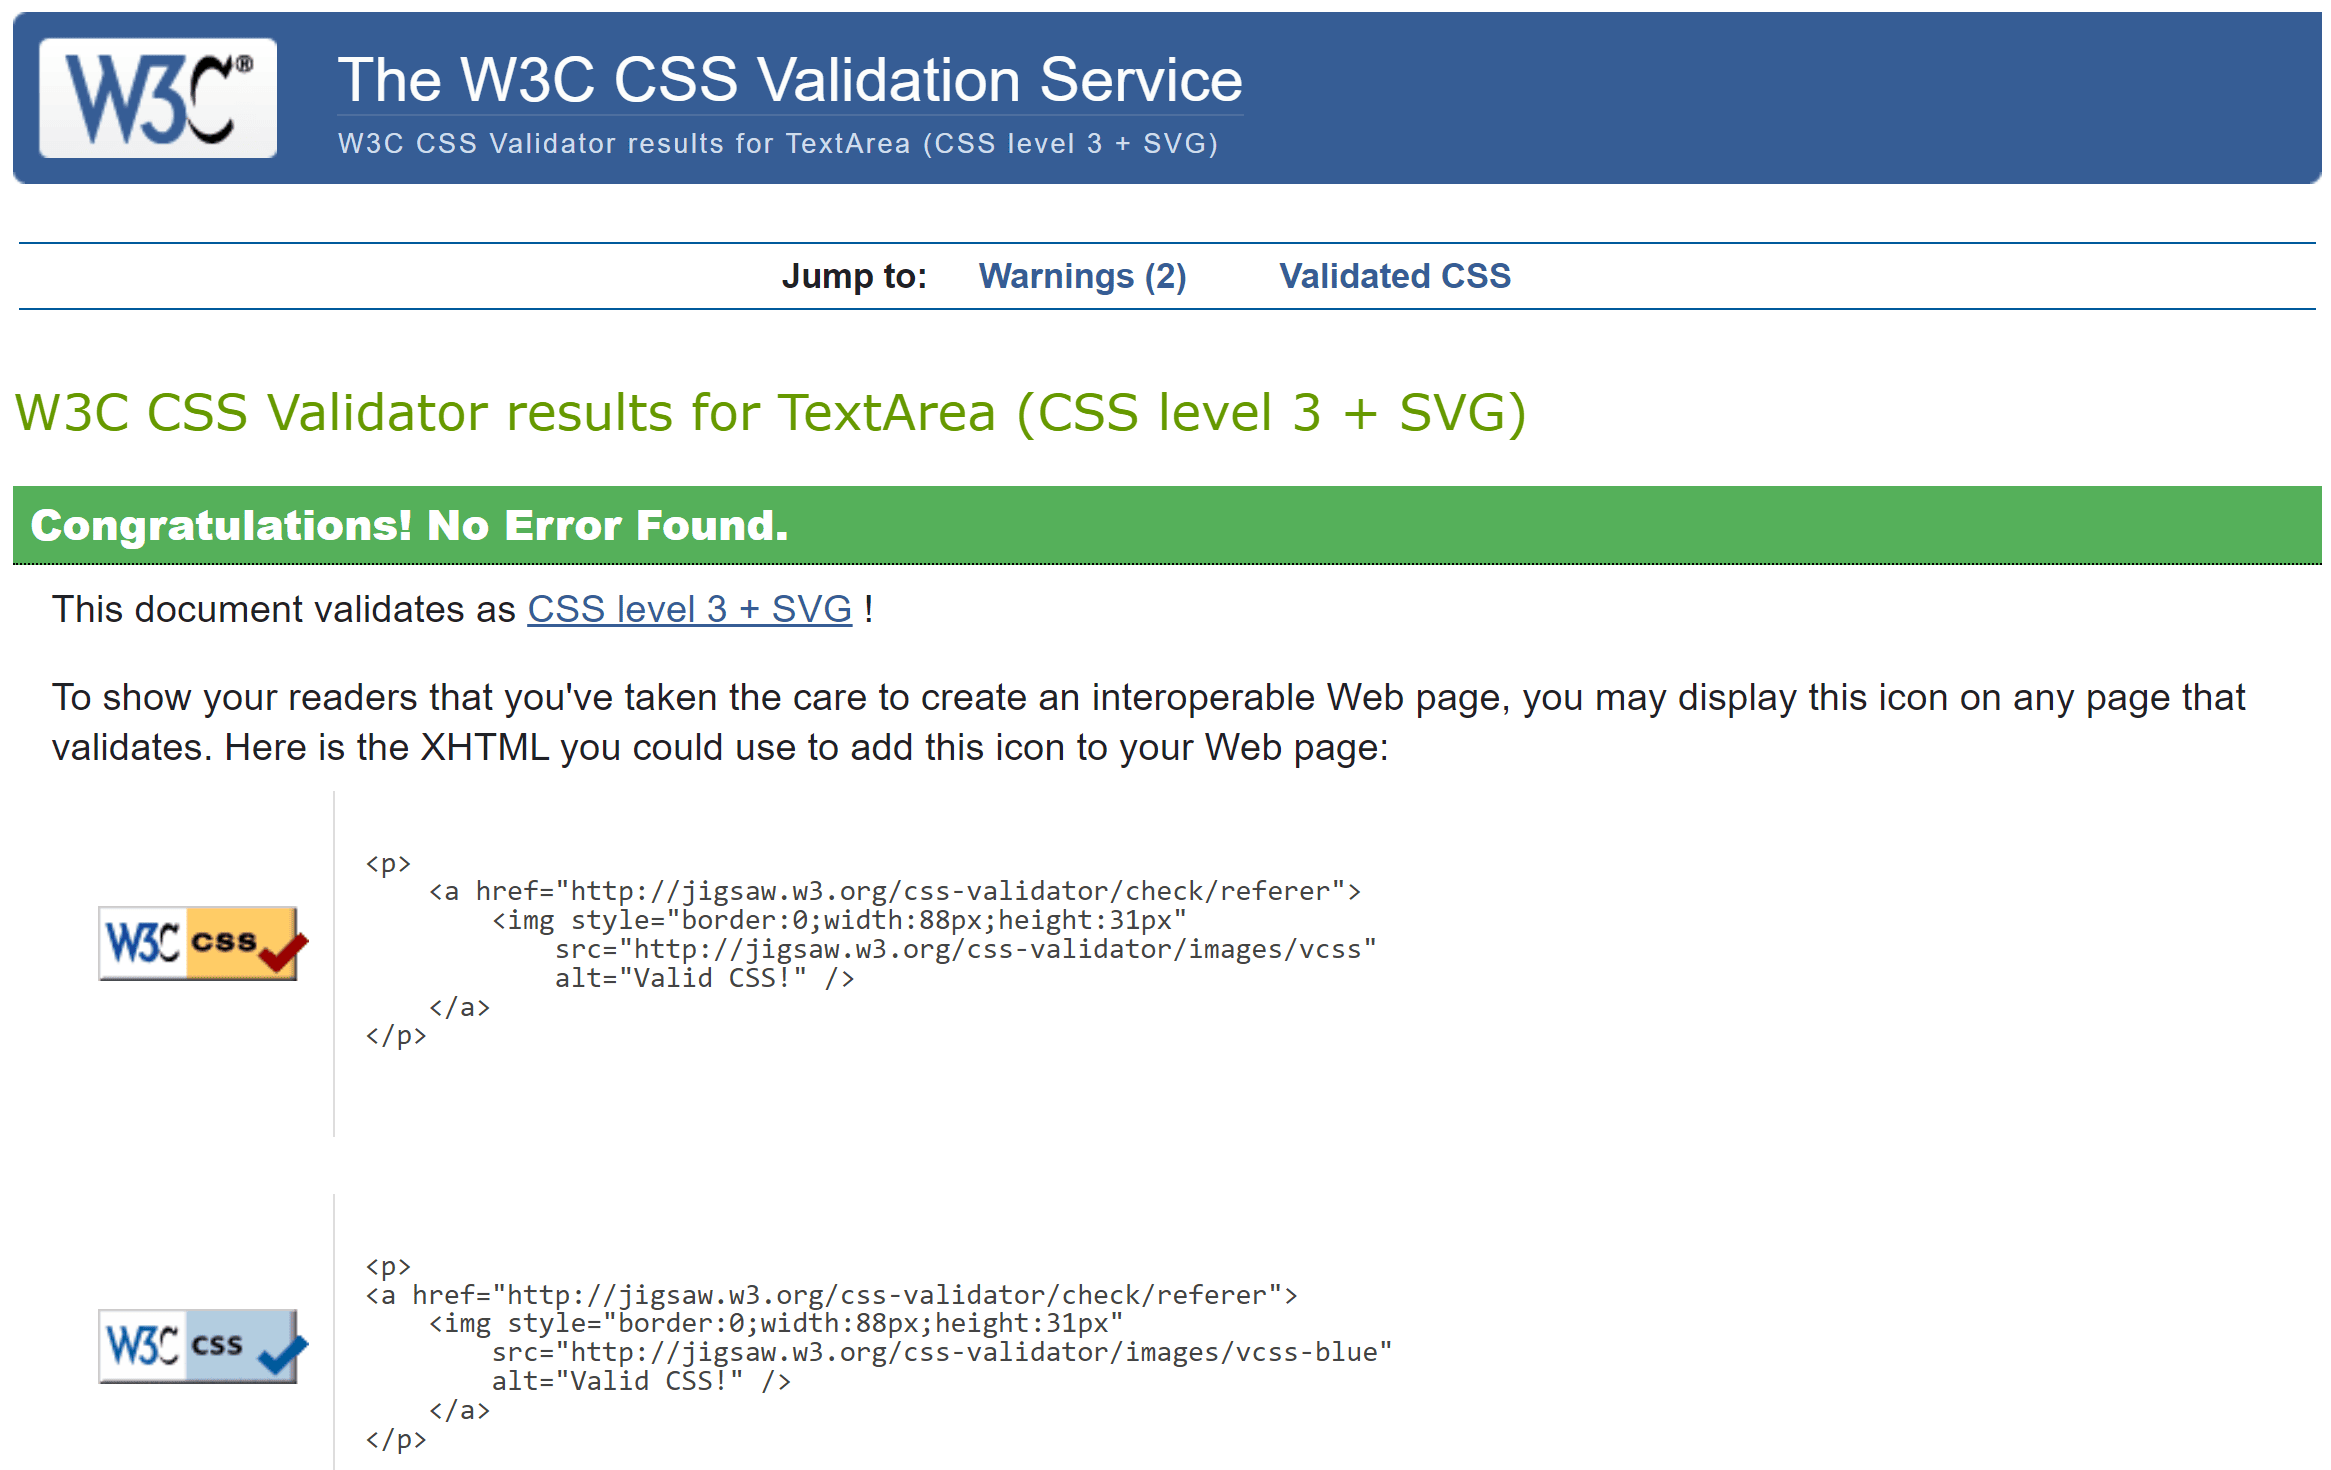 W3C®
The W3C CSS Validation Service
W3C CSS Validator results for TextArea (CSS level 3 + SVG)
Jump to: Warnings (2) Validated CSS
W3C CSS Validator results for TextArea (CSS level 3 + SVG)
Congratulations! No Error Found.
This document validates as CSS level 3 + SVG !
To show your readers that you've taken the care to create an interoperable Web page, you may display this icon on any page that
validates. Here is the XHTML you could use to add this icon to your Web page:
W3C css
<p>
    <a href="http://jigsaw.w3.org/css-validator/check/referer">
        <img style="border:0;width:88px;height:31px"
            src="http://jigsaw.w3.org/css-validator/images/vcss"
            alt="Valid CSS!" />
    </a>
</p>
W3C css
<p>
<a href="http://jigsaw.w3.org/css-validator/check/referer">
    <img style="border:0;width:88px;height:31px"
        src="http://jigsaw.w3.org/css-validator/images/vcss-blue"
        alt="Valid CSS!" />
    </a>
</p>